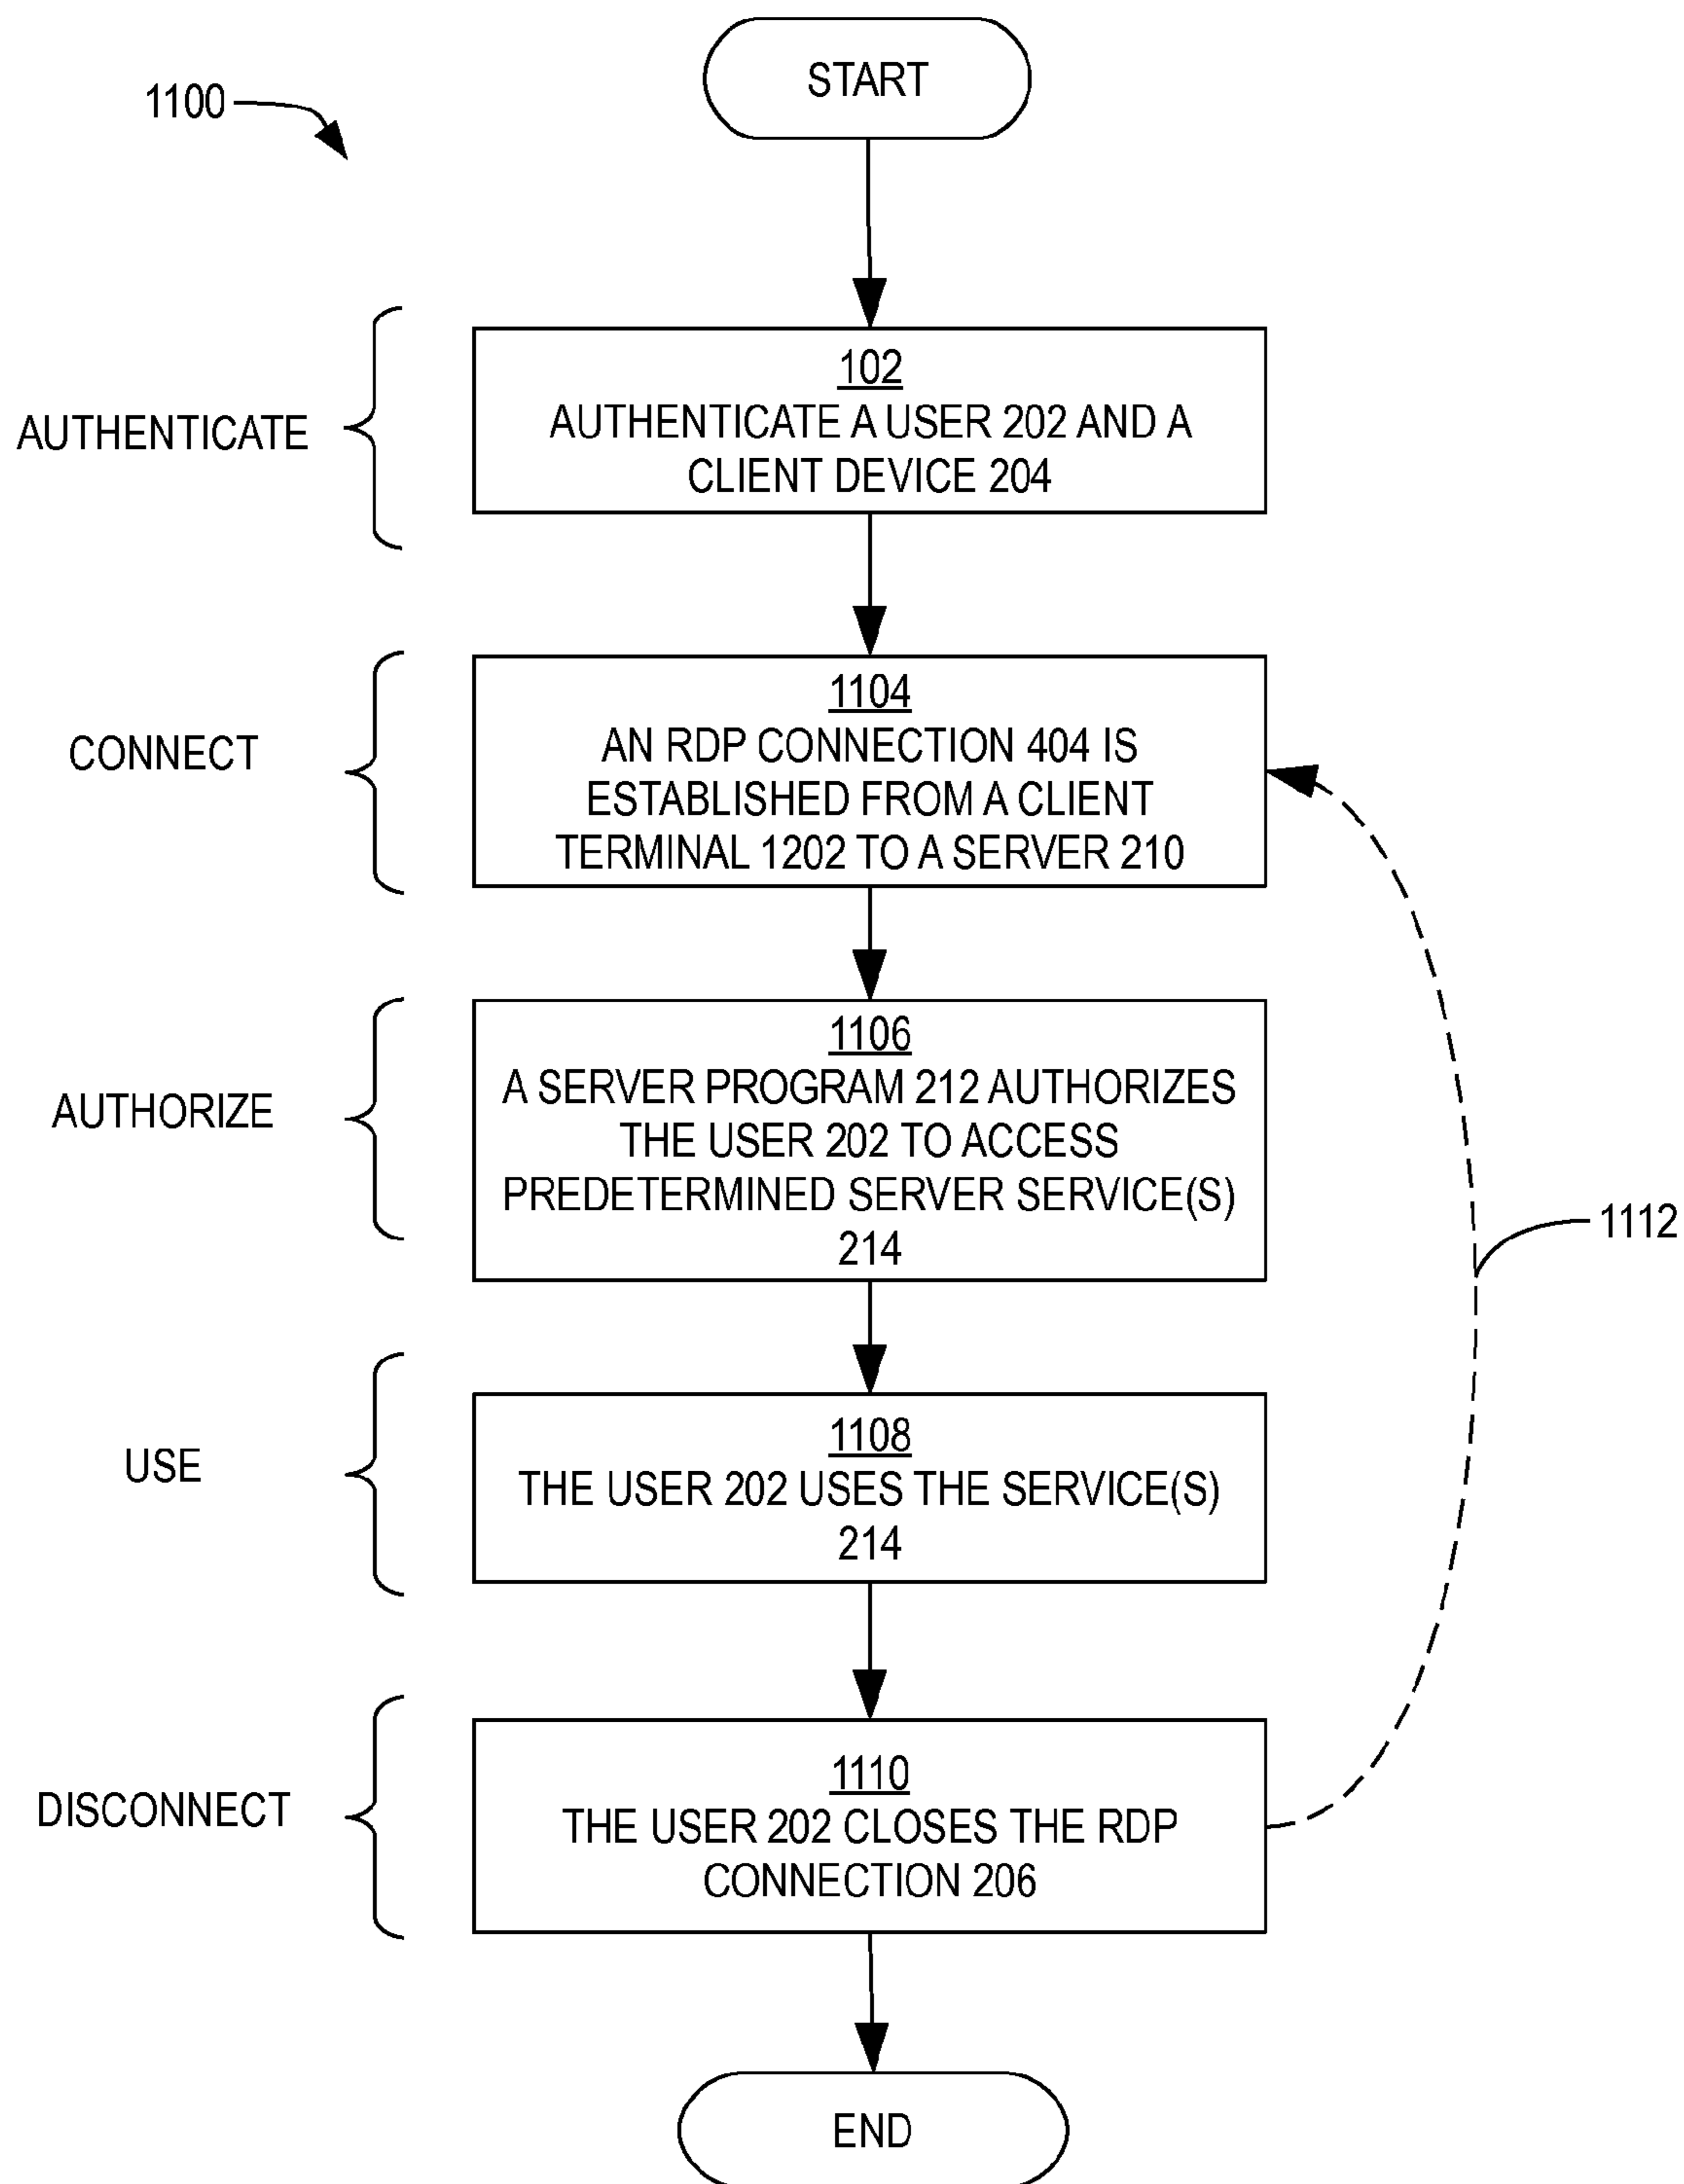 START
1100
AUTHENTICATE
102
AUTHENTICATE A USER 202 AND A
CLIENT DEVICE 204
CONNECT
1104
AN RDP CONNECTION 404 IS
ESTABLISHED FROM A CLIENT
TERMINAL 1202 TO A SERVER 210
AUTHORIZE
1106
A SERVER PROGRAM 212 AUTHORIZES
THE USER 202 TO ACCESS
PREDETERMINED SERVER SERVICE(S)
214
1112
USE
1108
THE USER 202 USES THE SERVICE(S)
214
DISCONNECT
1110
THE USER 202 CLOSES THE RDP
CONNECTION 206
END